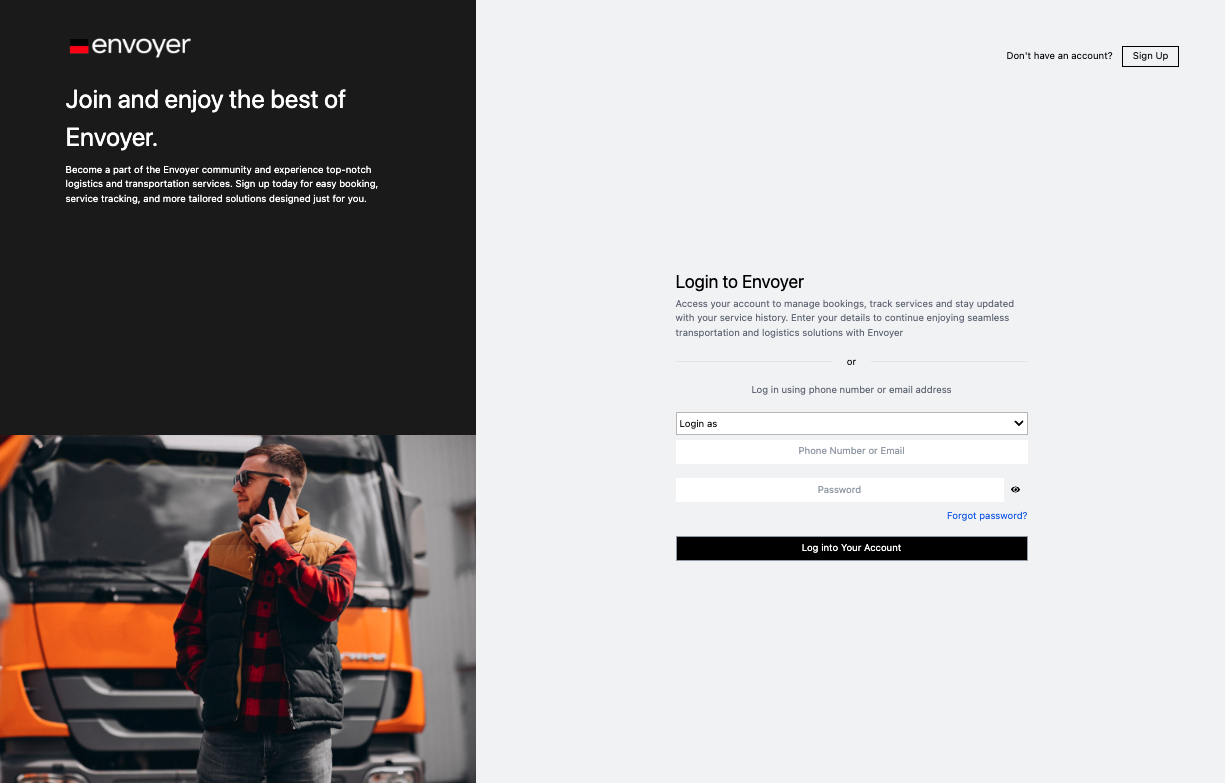 envoyer
Join and enjoy the best of
Envoyer.
Become a part of the Envoyer community and experience top-notch
logistics and transportation services. Sign up today for easy booking,
service tracking, and more tailored solutions designed just for you.
Don't have an account?
Sign Up
Login to Envoyer
Access your account to manage bookings, track services and stay updated
with your service history. Enter your details to continue enjoying seamless
transportation and logistics solutions with Envoyer
or
Log in using phone number or email address
Login as
Phone Number or Email
Password
Forgot password?
Log into Your Account